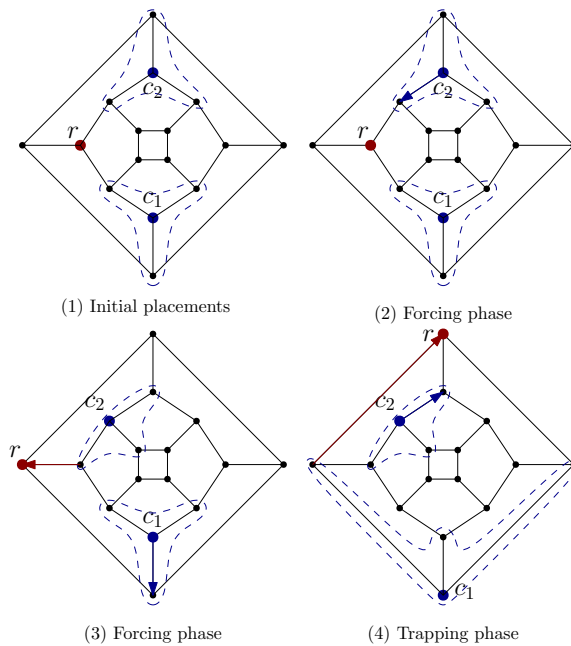 c₂
r
c₁
(1) Initial placements
c₂
r
c₁
(2) Forcing phase
c₂
r
c₁
(3) Forcing phase
r
c₂
c₁
(4) Trapping phase